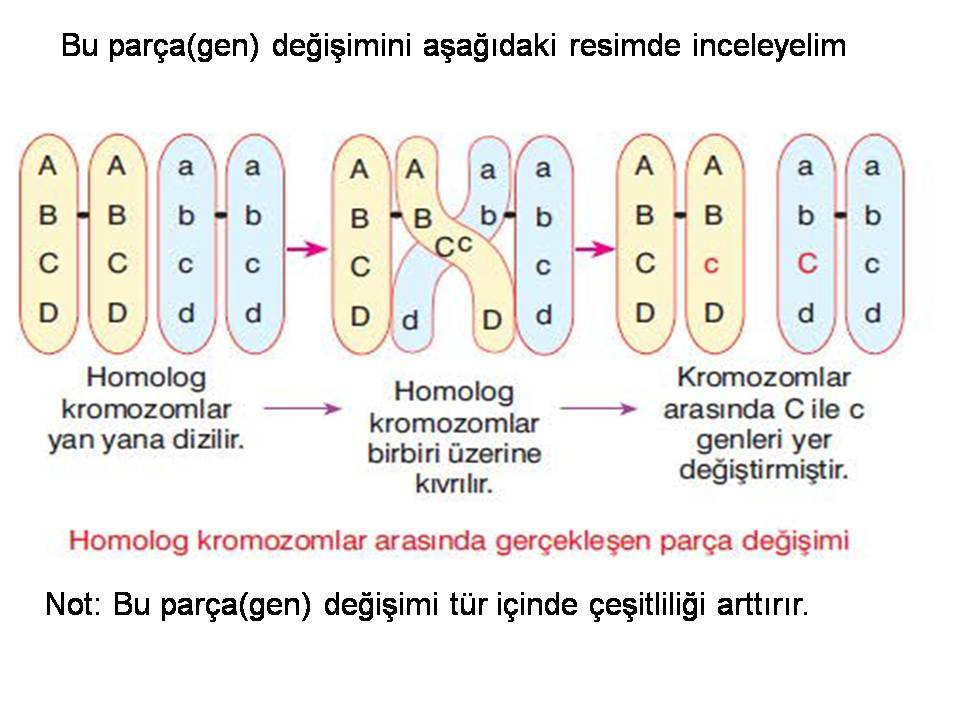 Bu parça(gen) değişimini aşağıdaki resimde inceleyelim
A A a a A A a a A A a a
B B b b B B b b B B b b
C C c c C C c c C c C c
D D d d D d D d D D d d
Homolog
kromozomlar
yan yana dizilir.
Homolog
kromozomlar
birbiri üzerine
kıvrılır.
Kromozomlar
arasında C ile c
genleri yer
değiştirmiştir.
Homolog kromozomlar arasında gerçekleşen parça değişimi
Not: Bu parça(gen) değişimi tür içinde çeşitliliği arttırır.